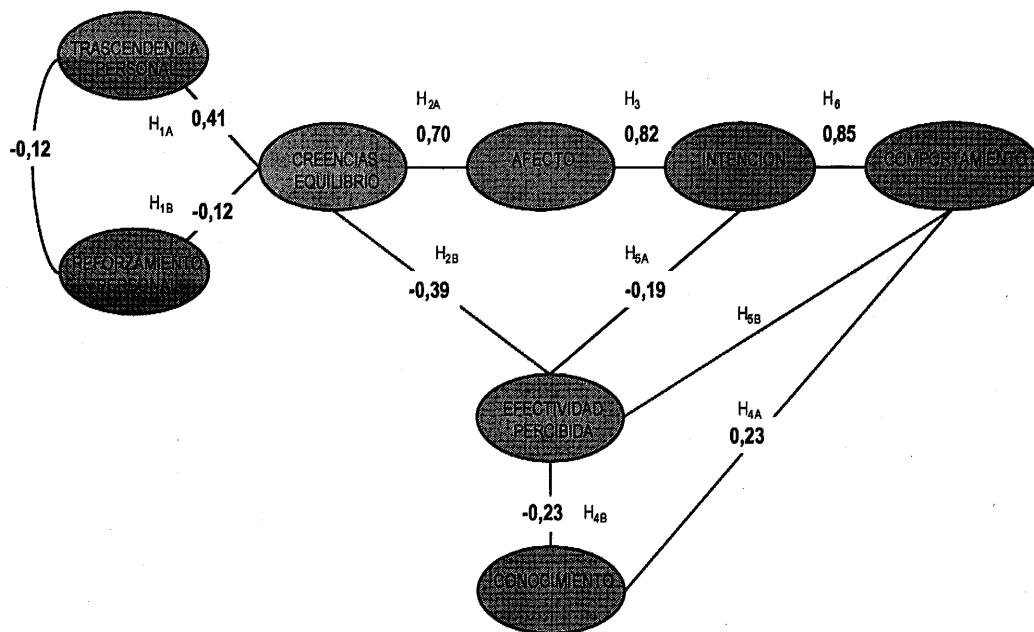 TRASCENDENCIA
PERSONAL
-0,12
H1A
0,41
H1B
-0,12
REFORZAMIENTO
PERSONAL
CREENCIAS
EQUILIBRIO
H2A
0,70
AFECTO
H3
0,82
INTENCION
H6
0,85
COMPORTAMIENTO
H2B
-0,39
H5A
-0,19
H5B
EFECTIVIDAD
PERCIBIDA
H4A
0,23
-0,23
H4B
CONOCIMIENTO